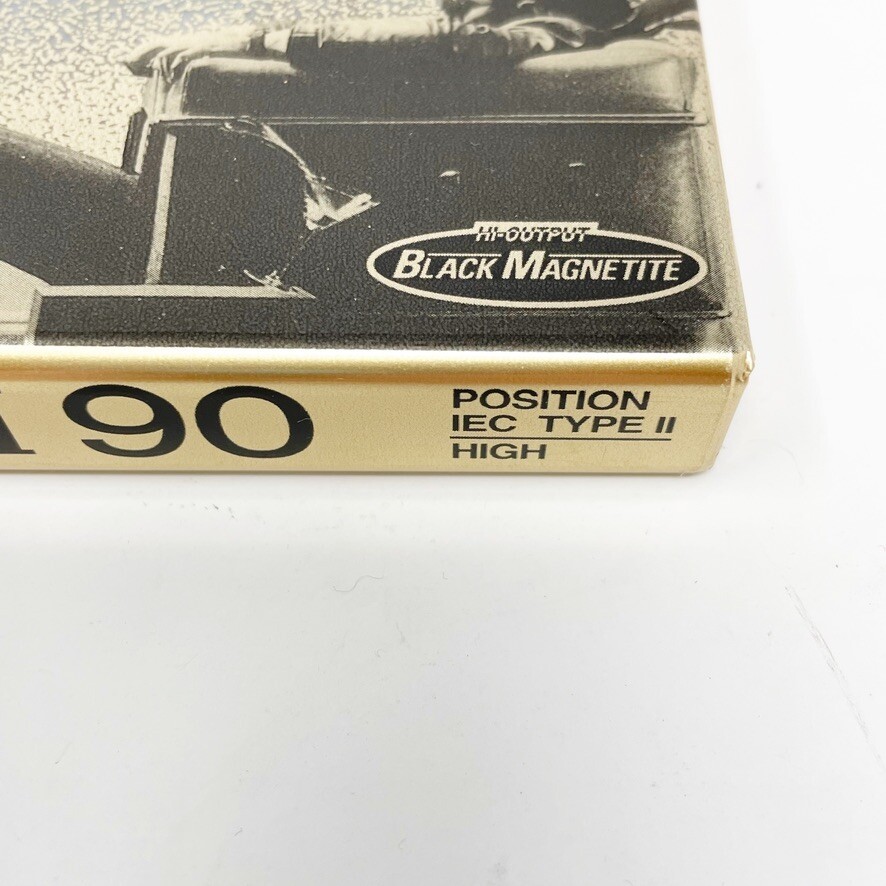 HI-OUTPUT
BLACK MAGNETITE
90
POSITION
IEC TYPE II
HIGH